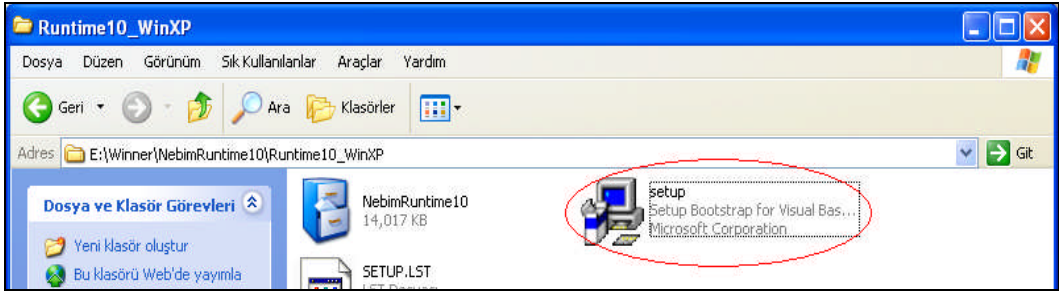 Runtime10_WinXP
Dosya Düzen Görünüm Sık Kullanılanlar Araçlar Yardım
Geri Ara Klasörler
Adres E:\Winner\NebimRuntime10\Runtime10_WinXP Git
Dosya ve Klasör Görevleri
Yeni klasör oluştur
Bu klasörü Web'de yayımla
NebimRuntime10
14,017 KB
setup
Setup Bootstrap for Visual Bas...
Microsoft Corporation
SETUP.LST
LST Dosyası